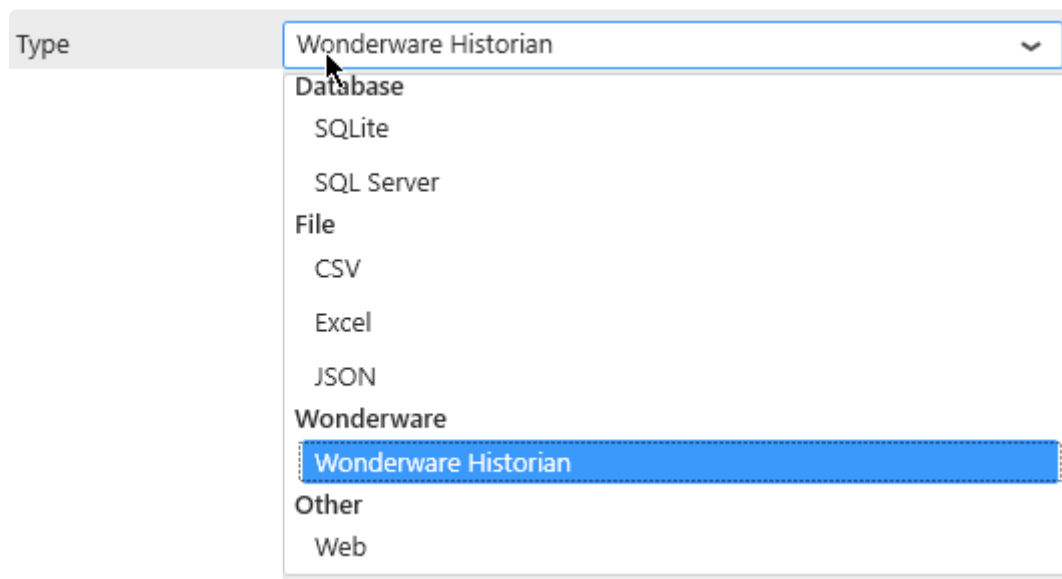 Type
Wonderware Historian
Database
SQLite
SQL Server
File
CSV
Excel
JSON
Wonderware
Wonderware Historian
Other
Web